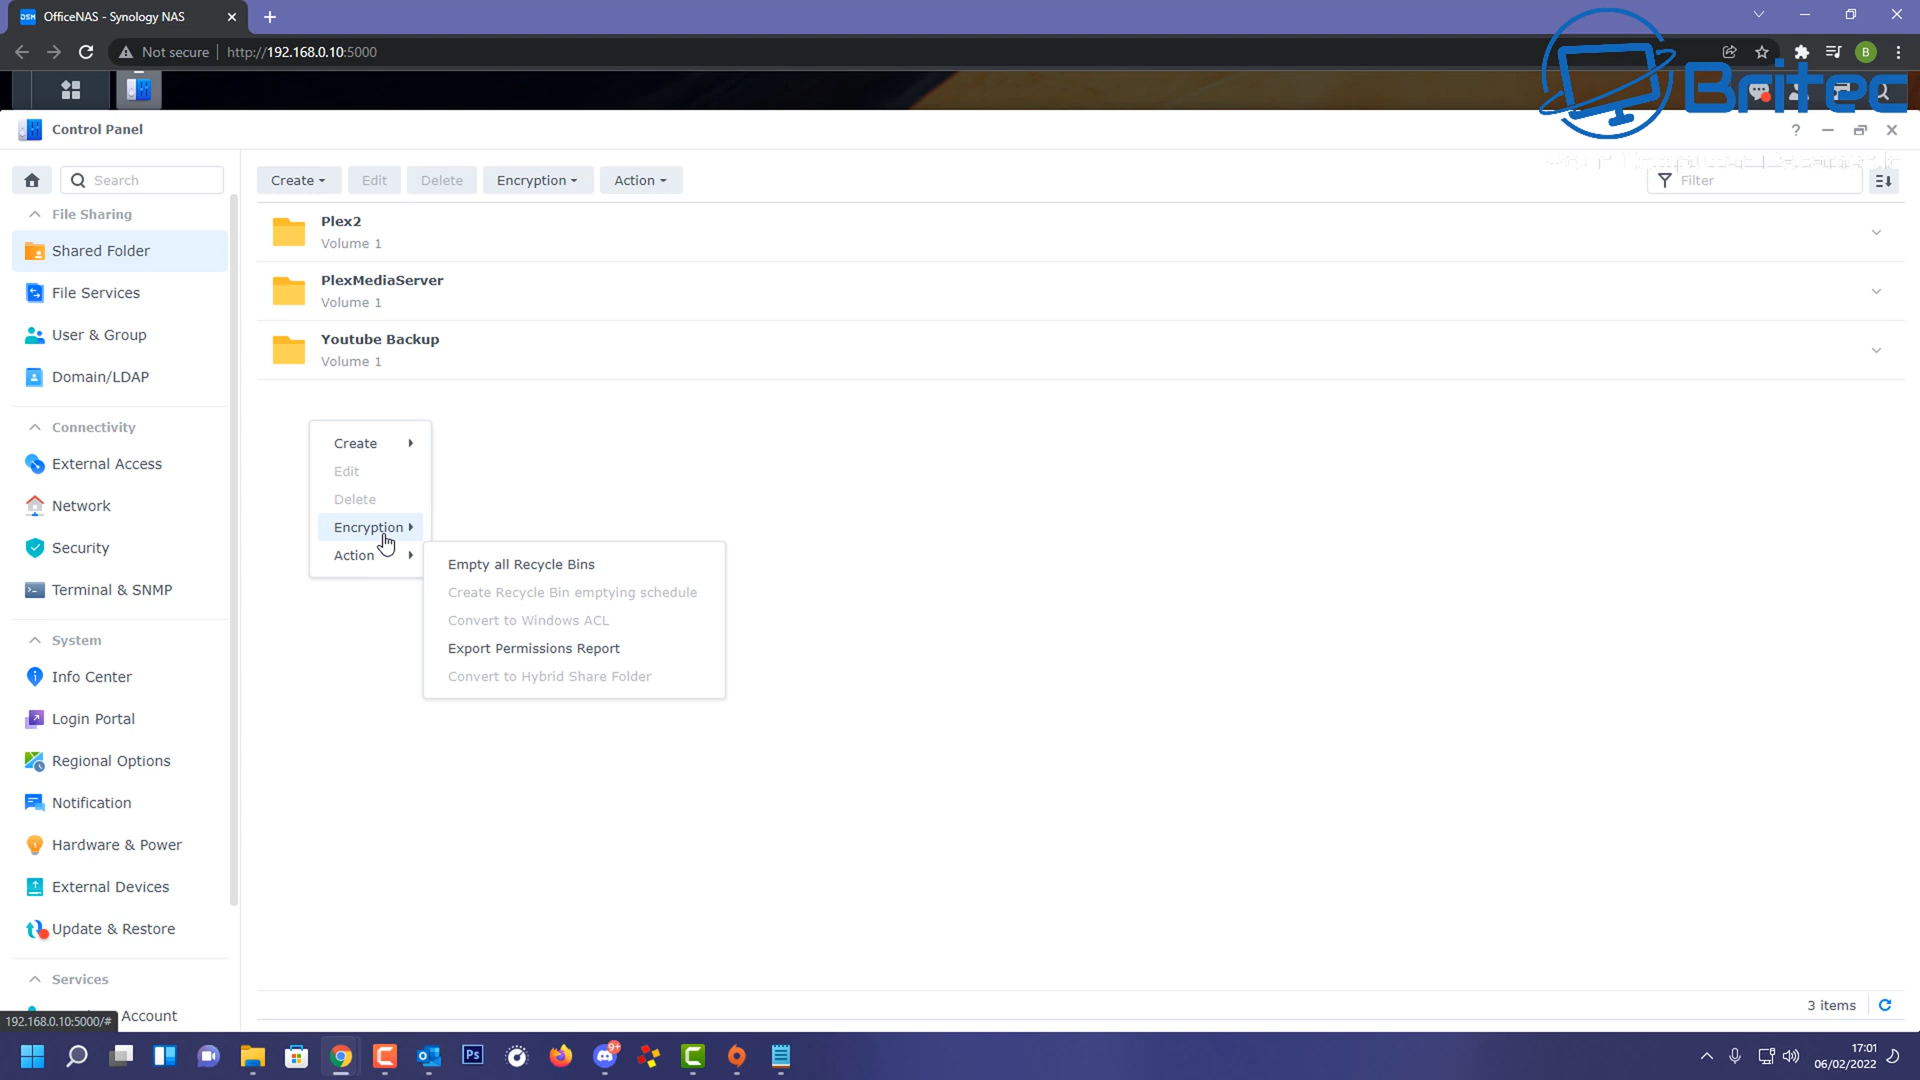 OfficeNAS - Synology NAS
Not secure
http://192.168.0.10:5000
Britec
Control Panel
Search
Create
Edit
Delete
Encryption
Action
Filter
File Sharing
Shared Folder
File Services
User & Group
Domain/LDAP
Connectivity
External Access
Network
Security
Terminal & SNMP
System
Info Center
Login Portal
Regional Options
Notification
Hardware & Power
External Devices
Update & Restore
Services
Account
Plex2
Volume 1
PlexMediaServer
Volume 1
Youtube Backup
Volume 1
Create
Edit
Delete
Encryption
Action
Empty all Recycle Bins
Create Recycle Bin emptying schedule
Convert to Windows ACL
Export Permissions Report
Convert to Hybrid Share Folder
3 items
192.168.0.10:5000/#
17:01
06/02/2022